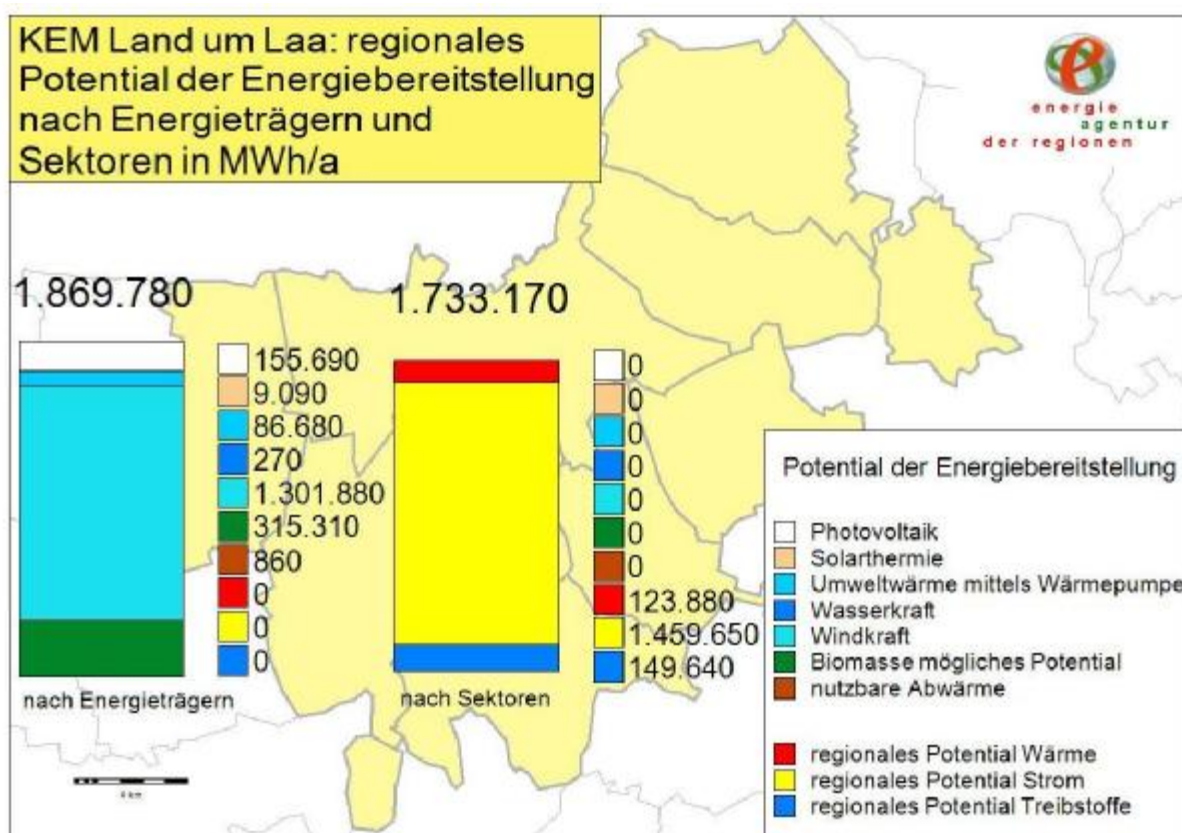 KEM Land um Laa: regionales
Potential der Energiebereitstellung
nach Energieträgern und
Sektoren in MWh/a
e
energie
agentur
der regionen
1.869.780
155.690
9.090
86.680
270
1.301.880
315.310
860
0
0
0
nach Energieträgern
1.733.170
0
0
0
0
0
0
0
123.880
1.459.650
149.640
nach Sektoren
Potential der Energiebereitstellung
Photovoltaik
Solarthermie
Umweltwärme mittels Wärmepumpe
Wasserkraft
Windkraft
Biomasse mögliches Potential
nutzbare Abwärme
regionales Potential Wärme
regionales Potential Strom
regionales Potential Treibstoffe